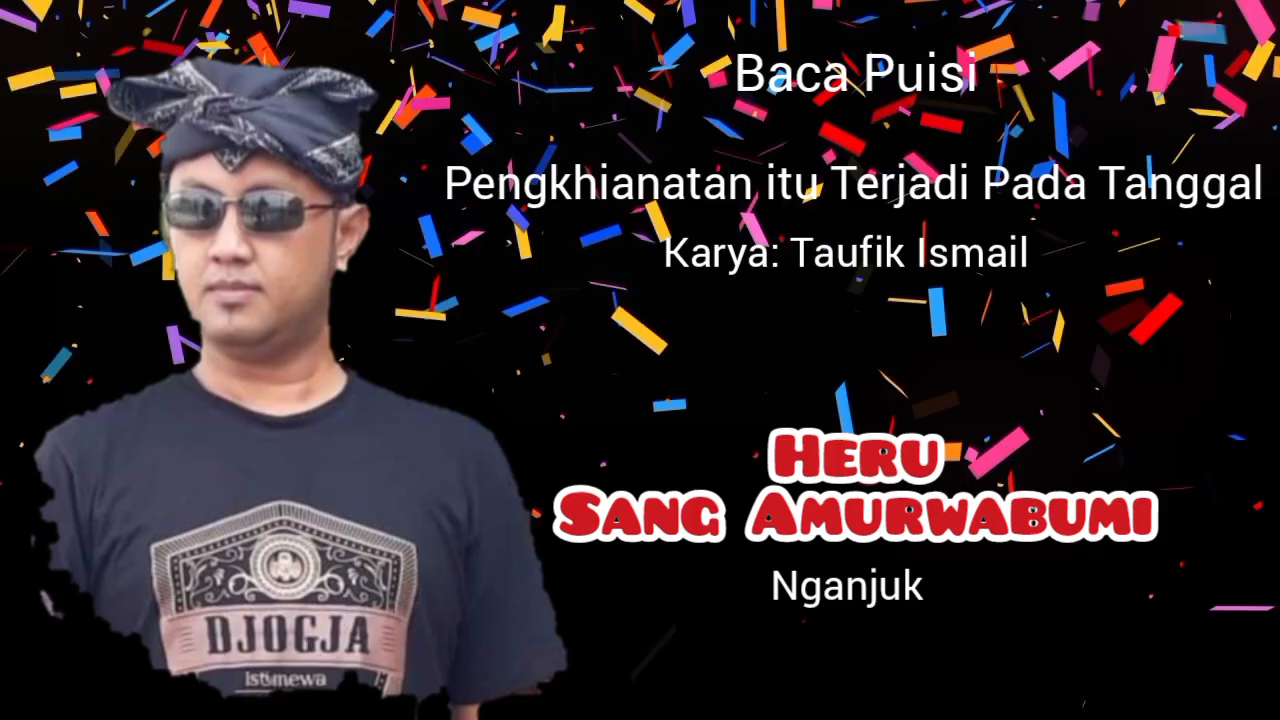 Baca Puisi
Pengkhianatan itu Terjadi Pada Tanggal
Karya: Taufik Ismail
Heru
Sang Amurwabumi
Nganjuk
DJOGJA
Istimewa